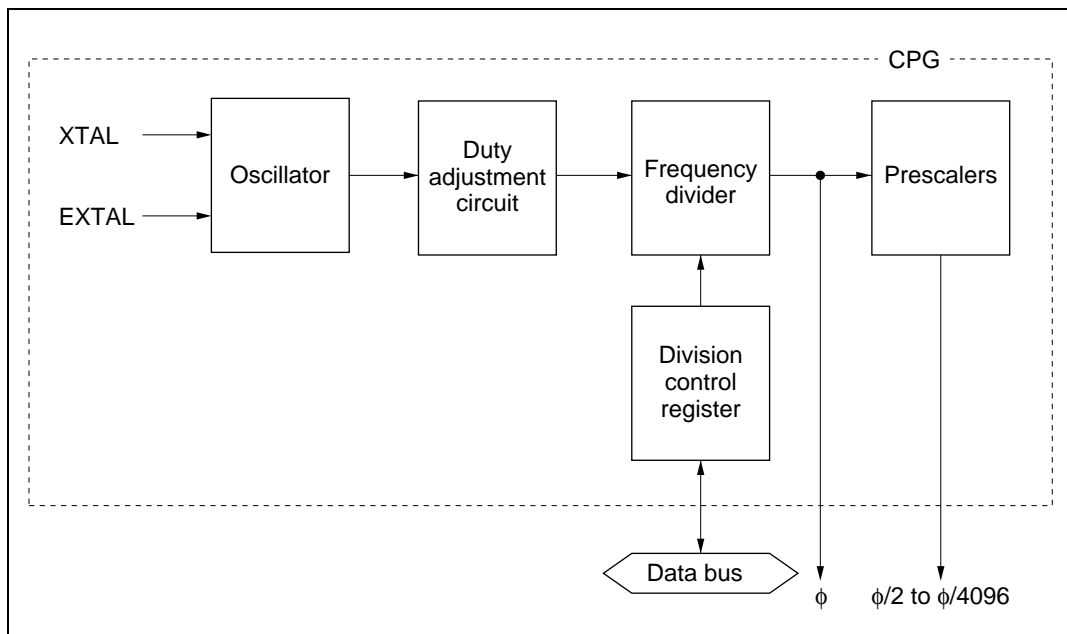 CPG
XTAL
EXTAL
Oscillator
Duty
adjustment
circuit
Frequency
divider
Prescalers
Division
control
register
Data bus
ϕ
ϕ/2 to ϕ/4096